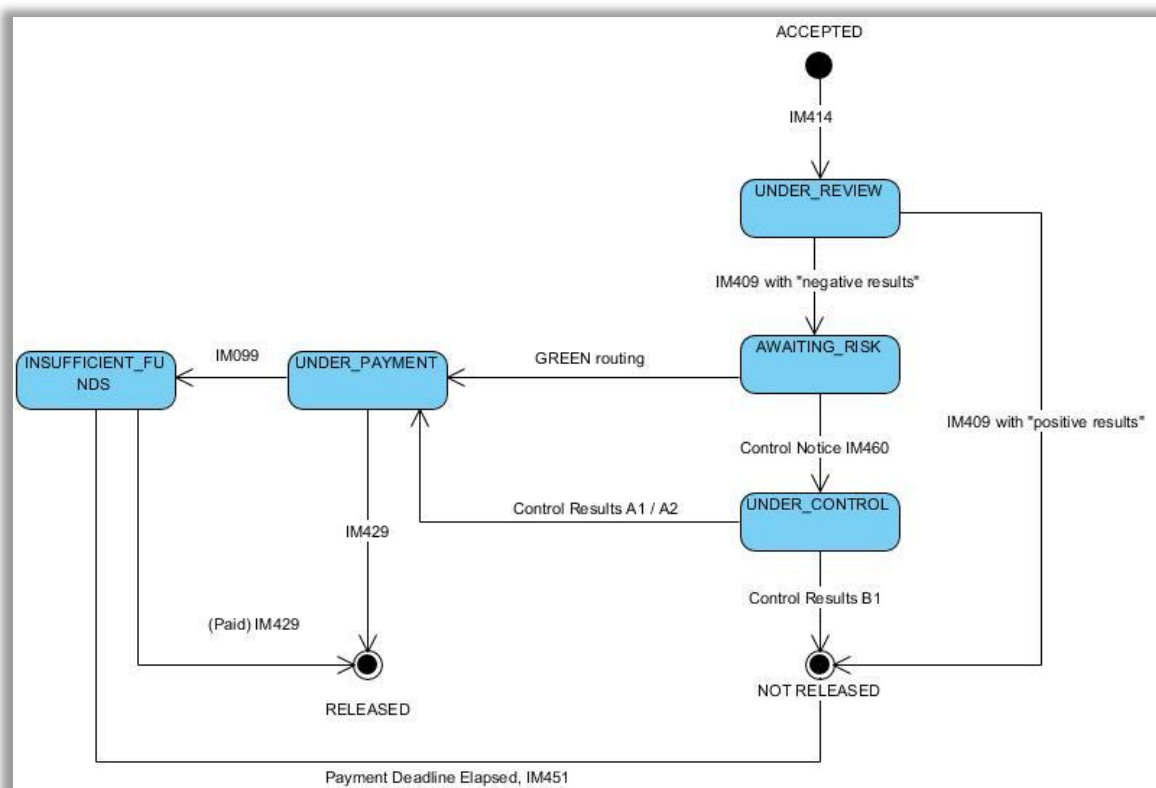 ACCEPTED
IM414
UNDER_REVIEW
IM409 with "negative results"
INSUFFICIENT_FU
NDS
IM099
UNDER_PAYMENT
GREEN routing
AWAITING_RISK
IM409 with "positive results"
Control Notice IM460
UNDER_CONTROL
Control Results A1 / A2
IM429
Control Results B1
(Paid) IM429
RELEASED
NOT RELEASED
Payment Deadline Elapsed, IM451